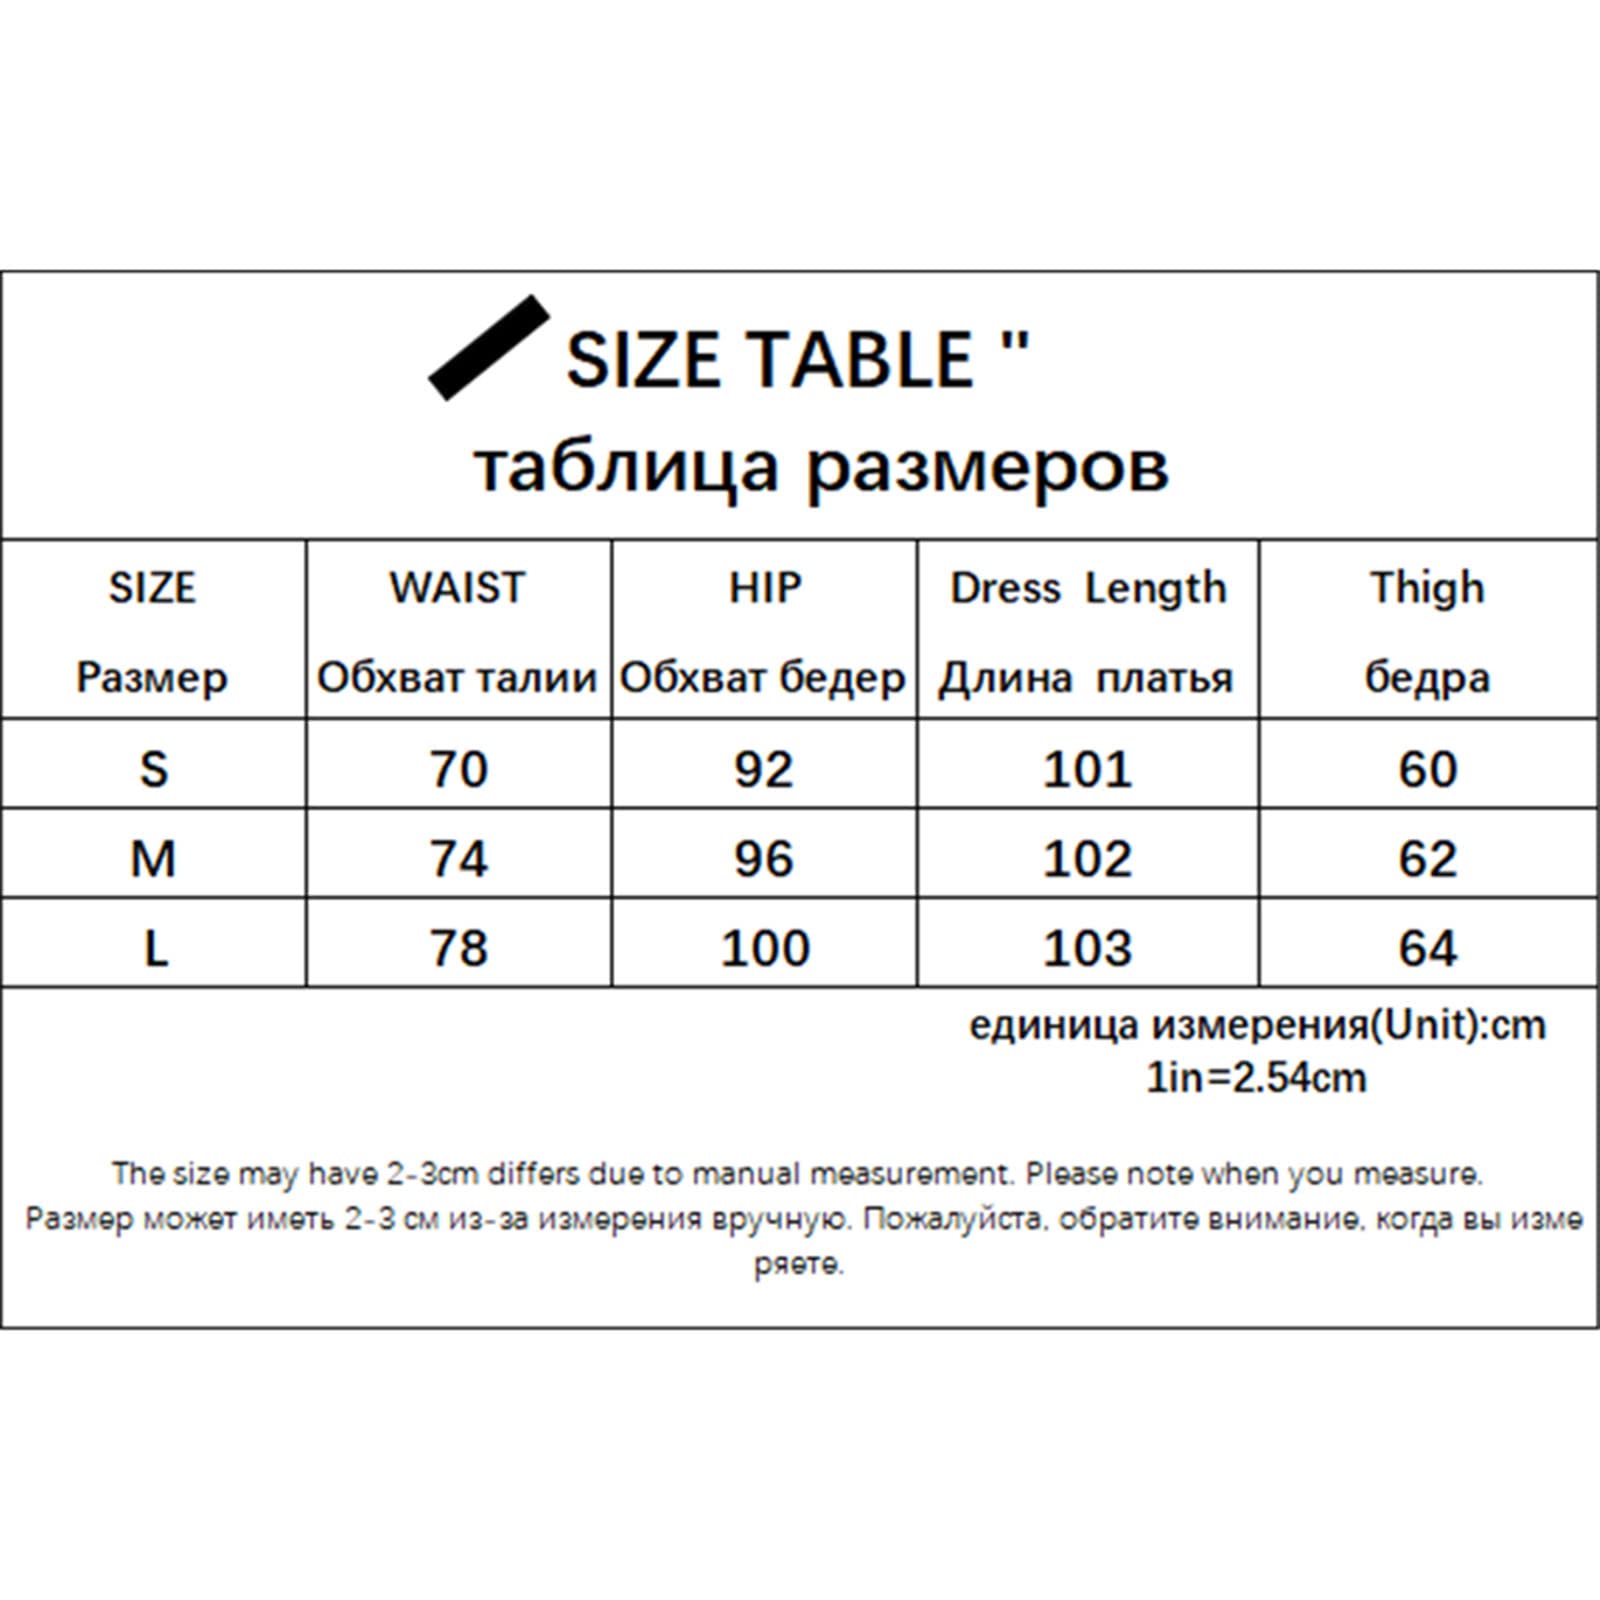 SIZE TABLE "
таблица размеров
SIZE WAIST HIP Dress Length Thigh
Размер Обхват талии Обхват бедер Длина платья бедра
S 70 92 101 60
M 74 96 102 62
L 78 100 103 64
единица измерения(Unit):cm
1in=2.54cm
The size may have 2-3cm differs due to manual measurement. Please note when you measure.
Размер может иметь 2-3 см из-за измерения вручную. Пожалуйста, обратите внимание, когда вы изме
ряете.